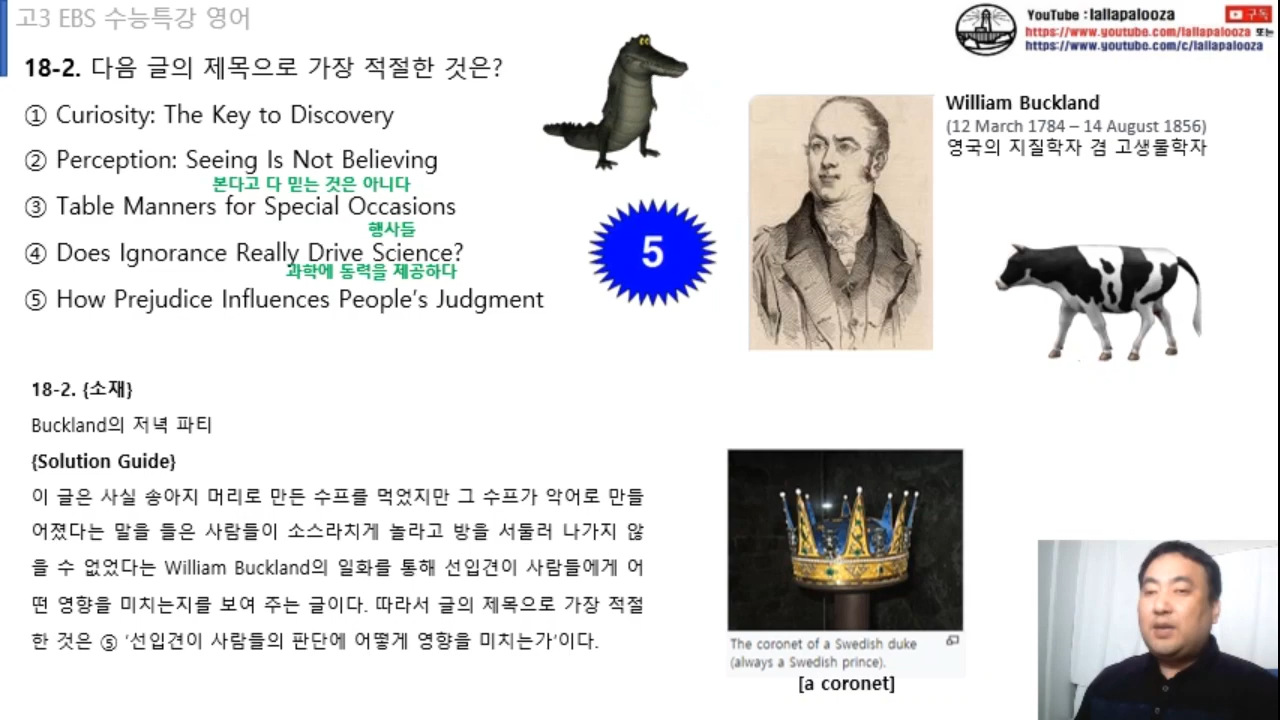 고3 EBS 수능특강 영어
YouTube : lallapalooza
구독
https://www.youtube.com/lallapalooza 또는
https://www.youtube.com/c/lallapalooza
18-2. 다음 글의 제목으로 가장 적절한 것은?
① Curiosity: The Key to Discovery
② Perception: Seeing Is Not Believing
본다고 다 믿는 것은 아니다
③ Table Manners for Special Occasions
행사들
④ Does Ignorance Really Drive Science?
과학에 동력을 제공하다
⑤ How Prejudice Influences People's Judgment
5
William Buckland
(12 March 1784 – 14 August 1856)
영국의 지질학자 겸 고생물학자
18-2. {소재}
Buckland의 저녁 파티
{Solution Guide}
이 글은 사실 송아지 머리로 만든 수프를 먹었지만 그 수프가 악어로 만들
어졌다는 말을 들은 사람들이 소스라치게 놀라고 방을 서둘러 나가지 않
을 수 없었다는 William Buckland의 일화를 통해 선입견이 사람들에게 어
떤 영향을 미치는지를 보여 주는 글이다. 따라서 글의 제목으로 가장 적절
한 것은 ⑤ ‘선입견이 사람들의 판단에 어떻게 영향을 미치는가’이다.
The coronet of a Swedish duke
(always a Swedish prince).
[a coronet]